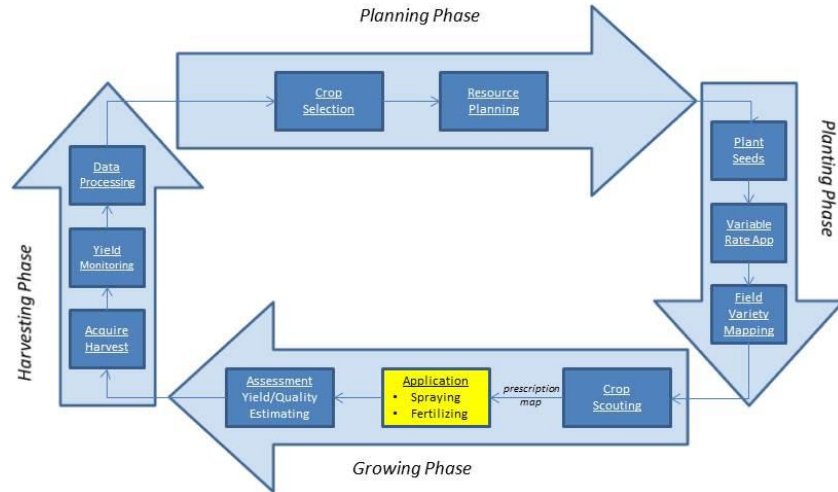 Planning Phase
Crop
Selection
Resource
Planning
Planting Phase
Plant
Seeds
Variable
Rate App
Field
Variety
Mapping
Growing Phase
Crop
Scouting
prescription
map
Application
• Spraying
• Fertilizing
Assessment
Yield/Quality
Estimating
Harvesting Phase
Acquire
Harvest
Yield
Monitoring
Data
Processing